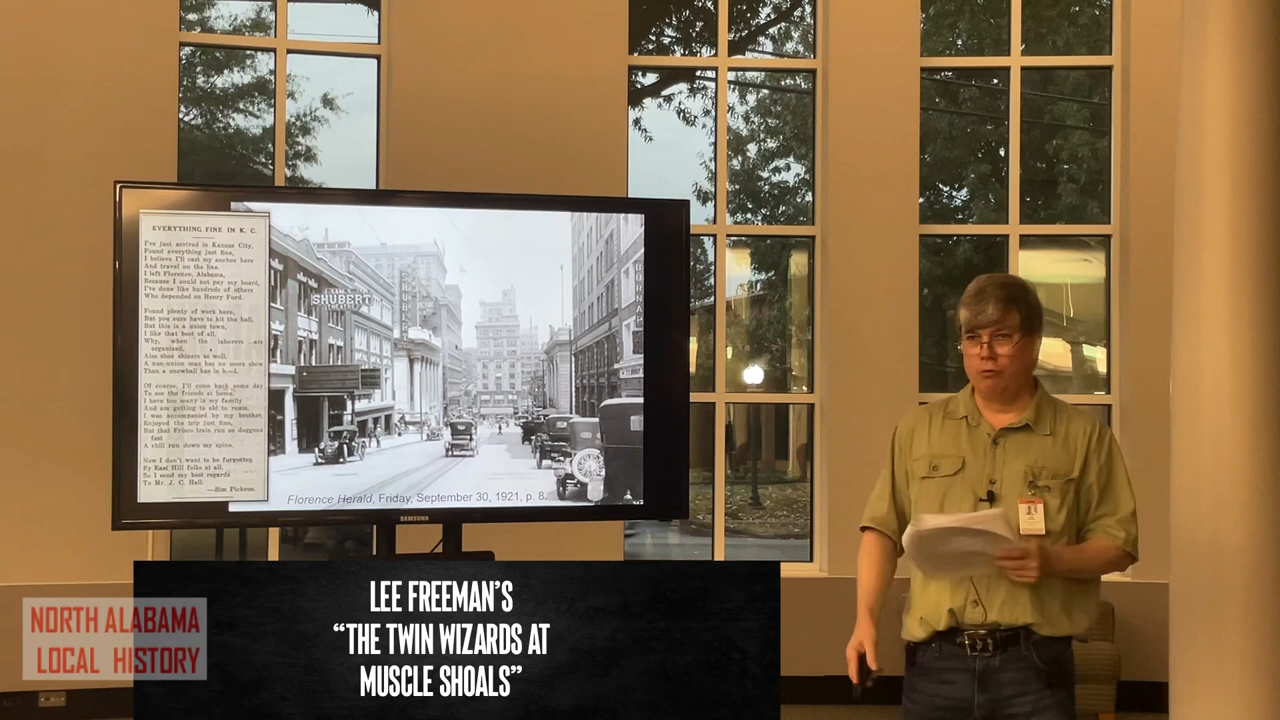 EVERYTHING FINE IN K. C.
I've just arrived in Kansas City,
Found everything just fine,
I believe I'll cast my anchor here
And travel on the line.
I left Florence, Alabama,
Because I could not pay my board,
I've done like hundreds of others
Who depended on Henry Ford.
Found plenty of work here,
But you sure have to hit the ball,
But this is a union town,
I like that best of all,
Why, when the laborers are
organized,
Also shoe shiners as well,
A non-union man has no more show
Than a snowball has in h—l.
Of course, I'll come back some day
To see the friends at home,
I have too many in my family
And am getting to old to roam.
I was accompanied by my brother,
Enjoyed the trip just fine,
But that Frisco train run so doggone
fast
A chill run down my spine.
Now I don't want to be forgotten
By East Hill folks at all,
So I send my best regards
To Mr. J. C. Hall.
—Sim Pickens.
SHUBERT
Florence Herald, Friday, September 30, 1921, p. 8.
SAMSUNG
LEE FREEMAN'S
"THE TWIN WIZARDS AT
MUSCLE SHOALS"
NORTH ALABAMA
LOCAL HISTORY